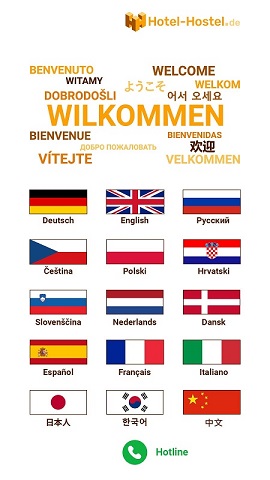 Hotel-Hostel.de
BENVENUTO WELCOME
WITAMY ようこそ WELKOM
DOBRODOŠLI 어서 오세요
WILKOMMEN
BIENVENUE BIENVENIDAS
ДОБРО ПОЖАЛОВАТЬ 欢迎
VÍTEJTE VELKOMMEN
Deutsch English Русский
Čeština Polski Hrvatski
Slovenščina Nederlands Dansk
Español Français Italiano
日本人 한국어 中文
Hotline